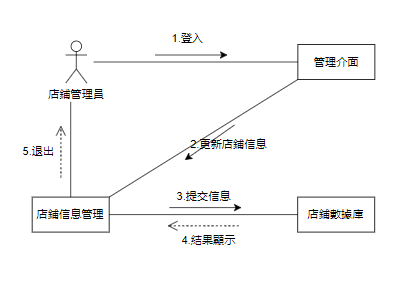 1.登入
管理介面
店鋪管理員
2.更新店鋪信息
5.退出
3.提交信息
店鋪信息管理
店鋪數據庫
4.結果顯示